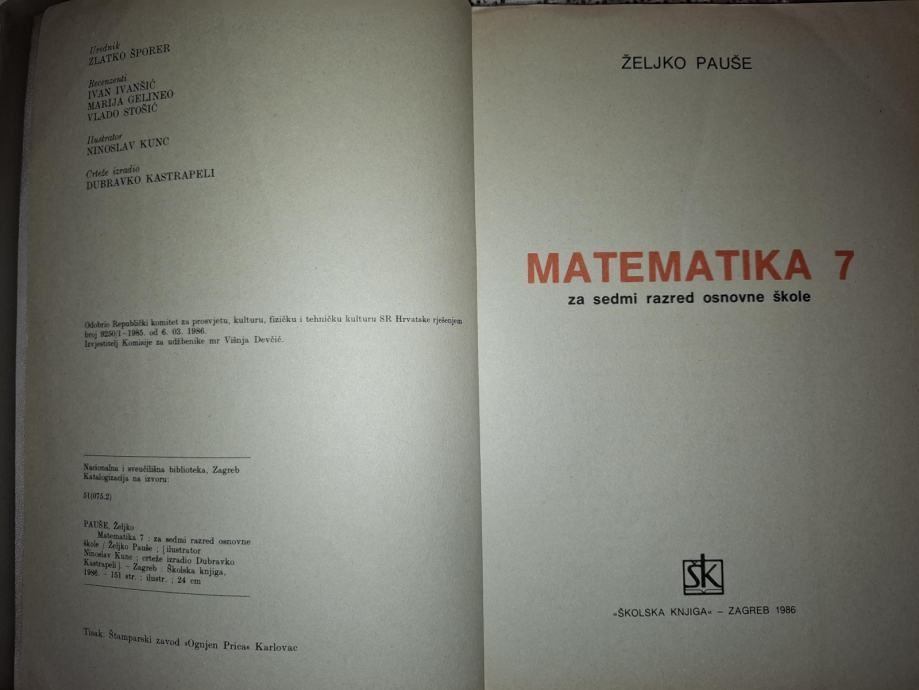 Urednik
ZLATKO ŠPORER
Recenzenti
IVAN IVANŠIĆ
MARIJA GELINEO
VLADO STOŠIĆ
Ilustrator
NINOSLAV KUNC
Crteže izradio
DUBRAVKO KASTRAPELI
Odobrio Republički komitet za prosvjetu, kulturu, fizičku i tehničku kulturu SR Hrvatske rješenjem
broj 9250/1-1985. od 6. 03. 1986.
Izvjestitelj Komisije za udžbenike mr Višnja Devčić.
Nacionalna i sveučilišna biblioteka, Zagreb
Katalogizacija na izvoru:
51(075.2)
PAUŠE, Željko
Matematika 7 : za sedmi razred osnovne
škole / Željko Pauše ; [ilustrator
Ninoslav Kunc ; crteže izradio Dubravko
Kastrapeli]. – Zagreb : Školska knjiga,
1986. – 151 str. ; ilustr. ; 24 cm
Tisak: Štamparski zavod »Ognjen Prica« Karlovac
ŽELJKO PAUŠE
MATEMATIKA 7
za sedmi razred osnovne škole
šk
»ŠKOLSKA KNJIGA« – ZAGREB 1986